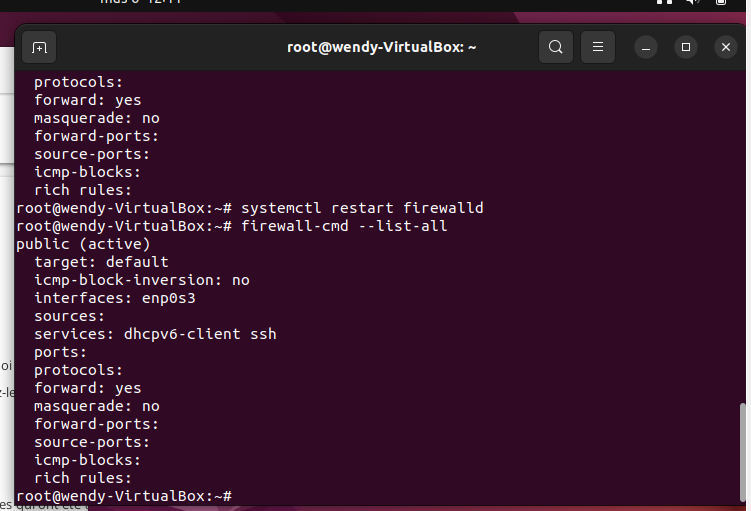 root@wendy-VirtualBox: ~
protocols:
forward: yes
masquerade: no
forward-ports:
source-ports:
icmp-blocks:
rich rules:
root@wendy-VirtualBox:~# systemctl restart firewalld
root@wendy-VirtualBox:~# firewall-cmd --list-all
public (active)
target: default
icmp-block-inversion: no
interfaces: enp0s3
sources:
services: dhcpv6-client ssh
ports:
protocols:
forward: yes
masquerade: no
forward-ports:
source-ports:
icmp-blocks:
rich rules:
root@wendy-VirtualBox:~#